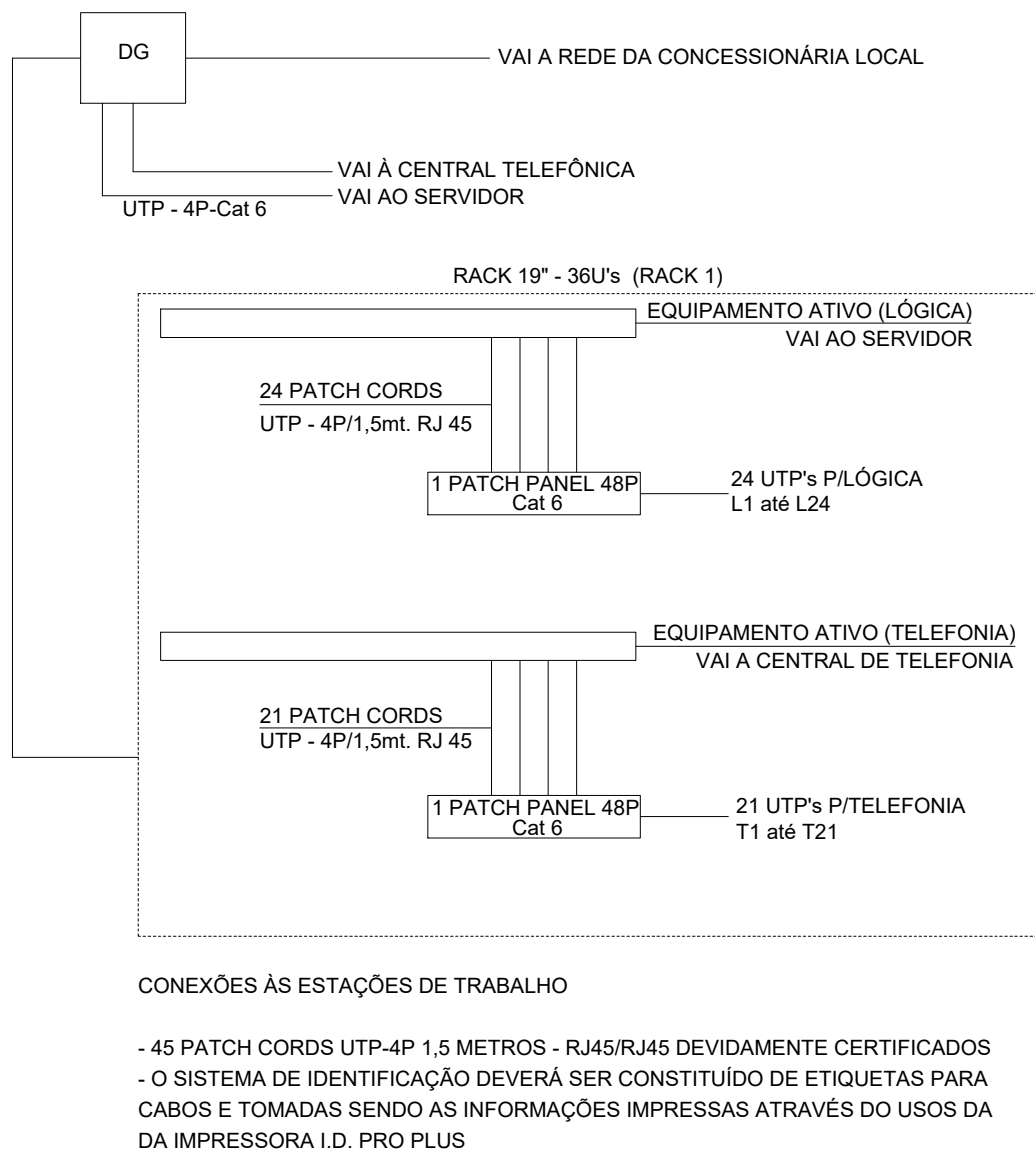 DG
VAI A REDE DA CONCESSIONÁRIA LOCAL
VAI À CENTRAL TELEFÔNICA
VAI AO SERVIDOR
UTP - 4P-Cat 6
RACK 19" - 36U's (RACK 1)
EQUIPAMENTO ATIVO (LÓGICA)
VAI AO SERVIDOR
24 PATCH CORDS
UTP - 4P/1,5mt. RJ 45
1 PATCH PANEL 48P
Cat 6
24 UTP's P/LÓGICA
L1 até L24
EQUIPAMENTO ATIVO (TELEFONIA)
VAI A CENTRAL DE TELEFONIA
21 PATCH CORDS
UTP - 4P/1,5mt. RJ 45
1 PATCH PANEL 48P
Cat 6
21 UTP's P/TELEFONIA
T1 até T21
CONEXÕES ÀS ESTAÇÕES DE TRABALHO
- 45 PATCH CORDS UTP-4P 1,5 METROS - RJ45/RJ45 DEVIDAMENTE CERTIFICADOS
- O SISTEMA DE IDENTIFICAÇÃO DEVERÁ SER CONSTITUÍDO DE ETIQUETAS PARA
CABOS E TOMADAS SENDO AS INFORMAÇÕES IMPRESSAS ATRAVÉS DO USOS DA
DA IMPRESSORA I.D. PRO PLUS